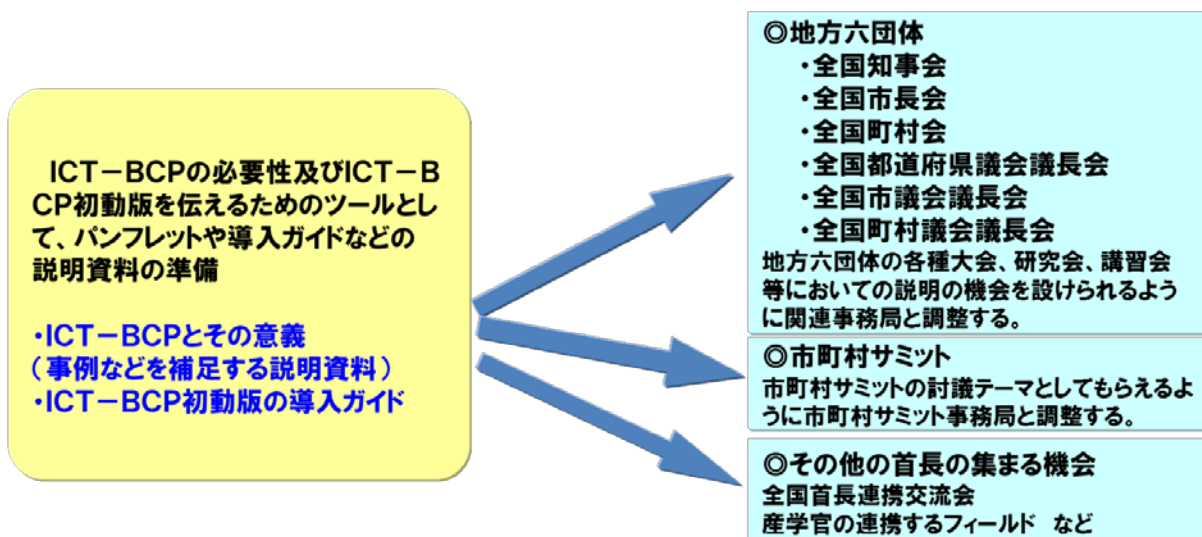 ICT－BCPの必要性及びICT－B
CP初動版を伝えるためのツールとし
て、パンフレットや導入ガイドなどの
説明資料の準備
・ICT－BCPとその意義
（事例などを補足する説明資料）
・ICT－BCP初動版の導入ガイド
◎地方六団体
・全国知事会
・全国市長会
・全国町村会
・全国都道府県議会議長会
・全国市議会議長会
・全国町村議会議長会
地方六団体の各種大会、研究会、講習会
等においての説明の機会を設けられるよう
に関連事務局と調整する。
◎市町村サミット
市町村サミットの討議テーマとしてもらえるよ
うに市町村サミット事務局と調整する。
◎その他の首長の集まる機会
全国首長連携交流会
産学官の連携するフィールド　など